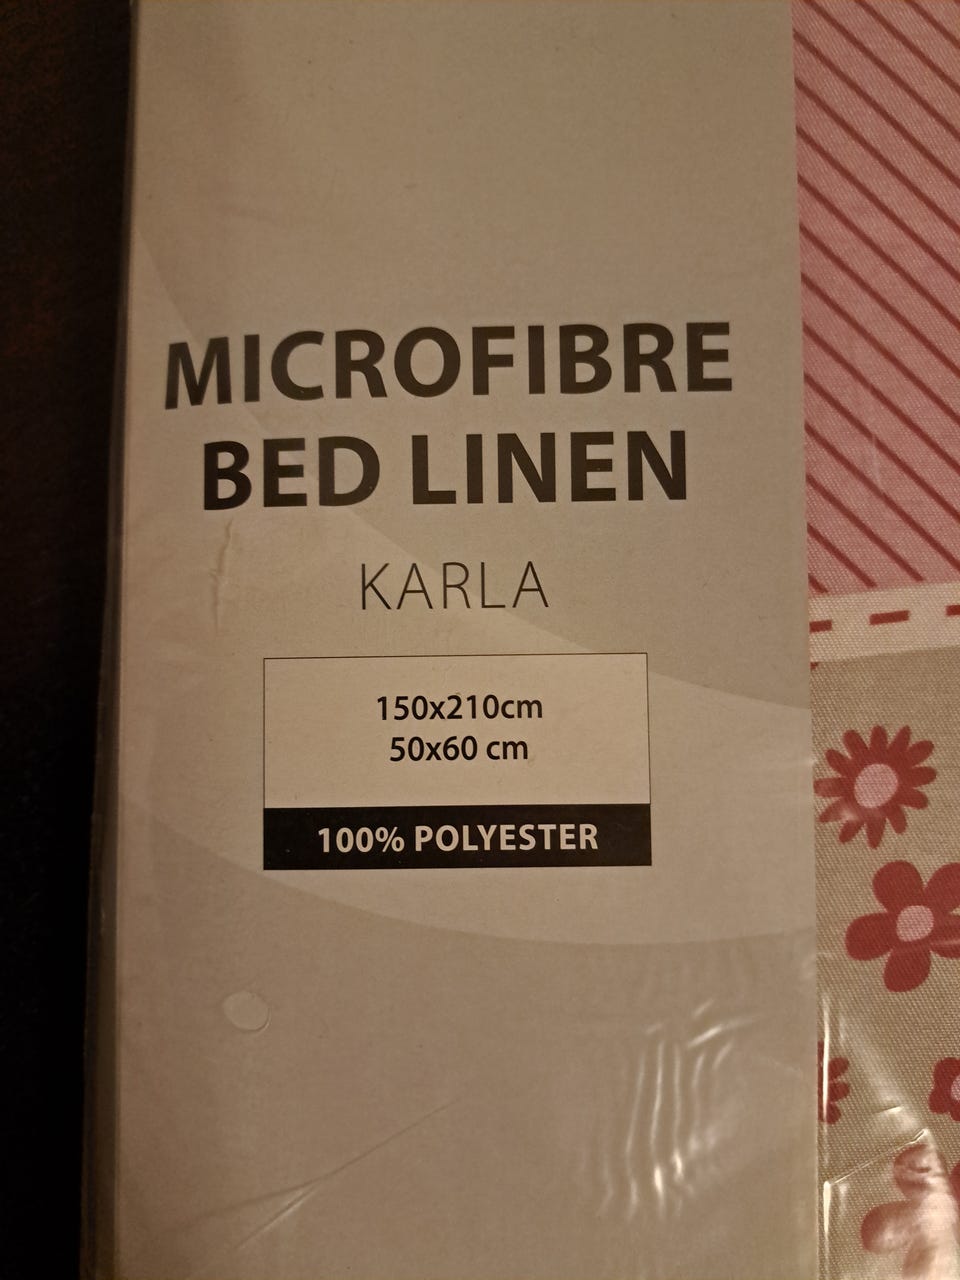 MICROFIBRE
BED LINEN
KARLA
150x210cm
50x60 cm
100% POLYESTER